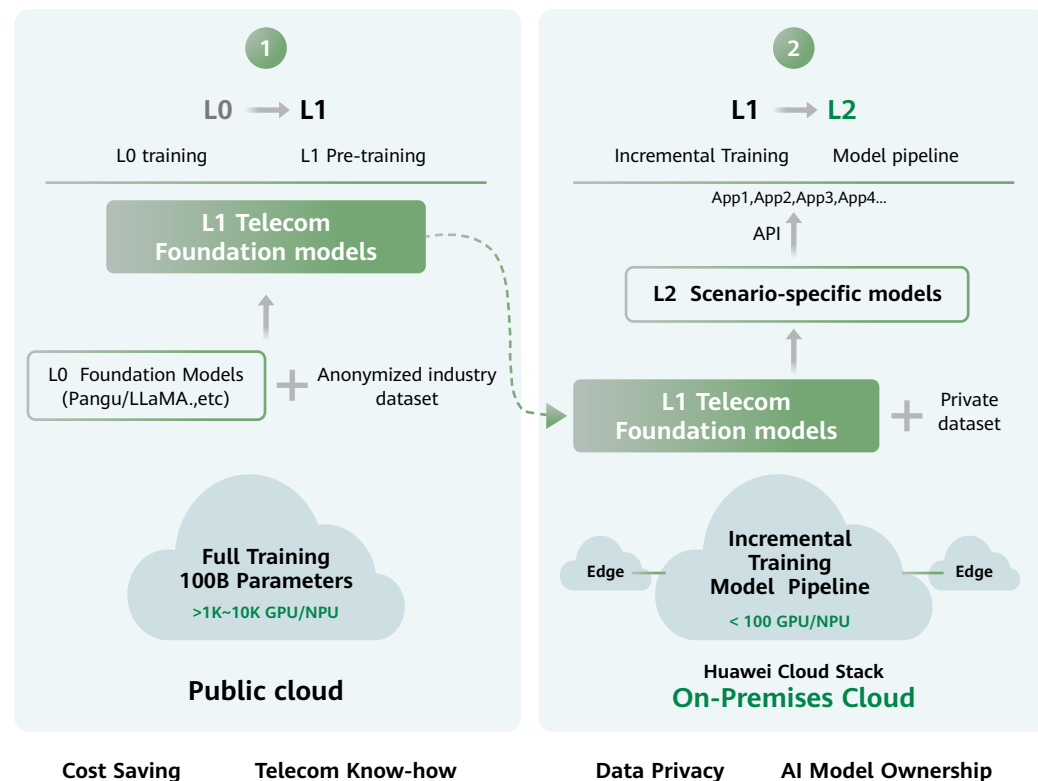 1
L0 L1
L0 training L1 Pre-training
L1 Telecom
Foundation models
L0 Foundation Models
(Pangu/LLaMA.,etc)
+
Anonymized industry
dataset
Full Training
100B Parameters
>1K~10K GPU/NPU
Public cloud
Cost Saving Telecom Know-how
2
L1 L2
Incremental Training Model pipeline
App1,App2,App3,App4...
API
L2 Scenario-specific models
L1 Telecom
Foundation models
+
Private
dataset
Edge
Incremental
Training
Model Pipeline
< 100 GPU/NPU
Edge
Huawei Cloud Stack
On-Premises Cloud
Data Privacy AI Model Ownership